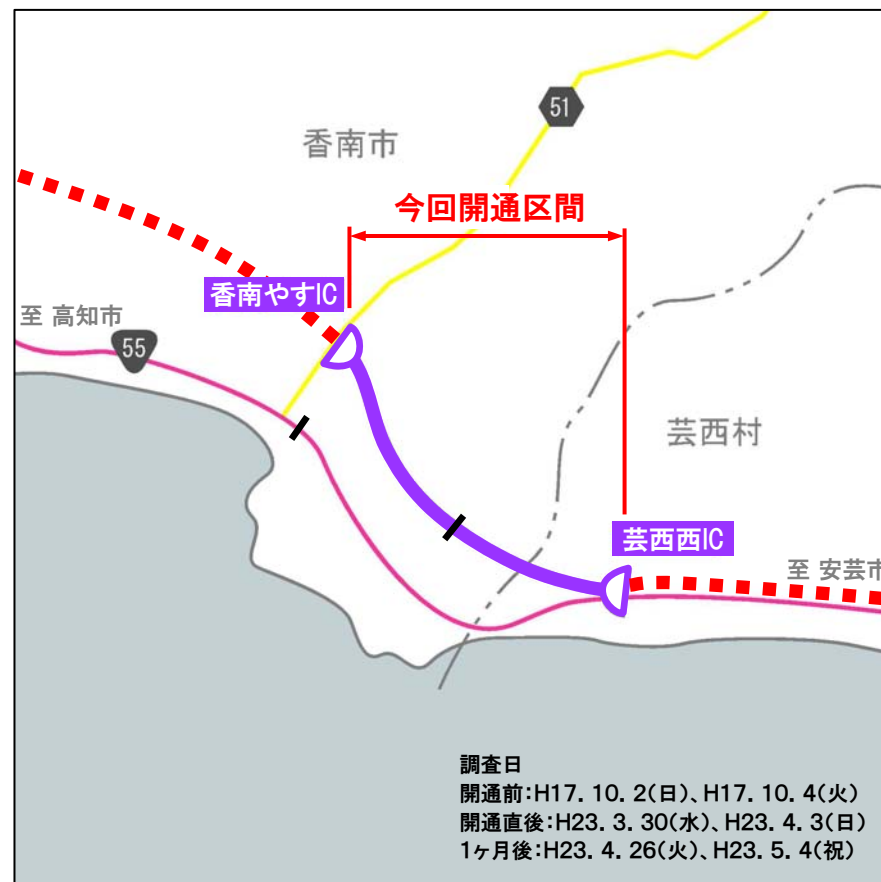 51
香南市
今回開通区間
香南やすIC
至 高知市
55
芸西村
芸西西IC
至 安芸市
調査日
開通前:H17. 10. 2(日)、H17. 10. 4(火)
開通直後:H23. 3. 30(水)、H23. 4. 3(日)
1ヶ月後:H23. 4. 26(火)、H23. 5. 4(祝)